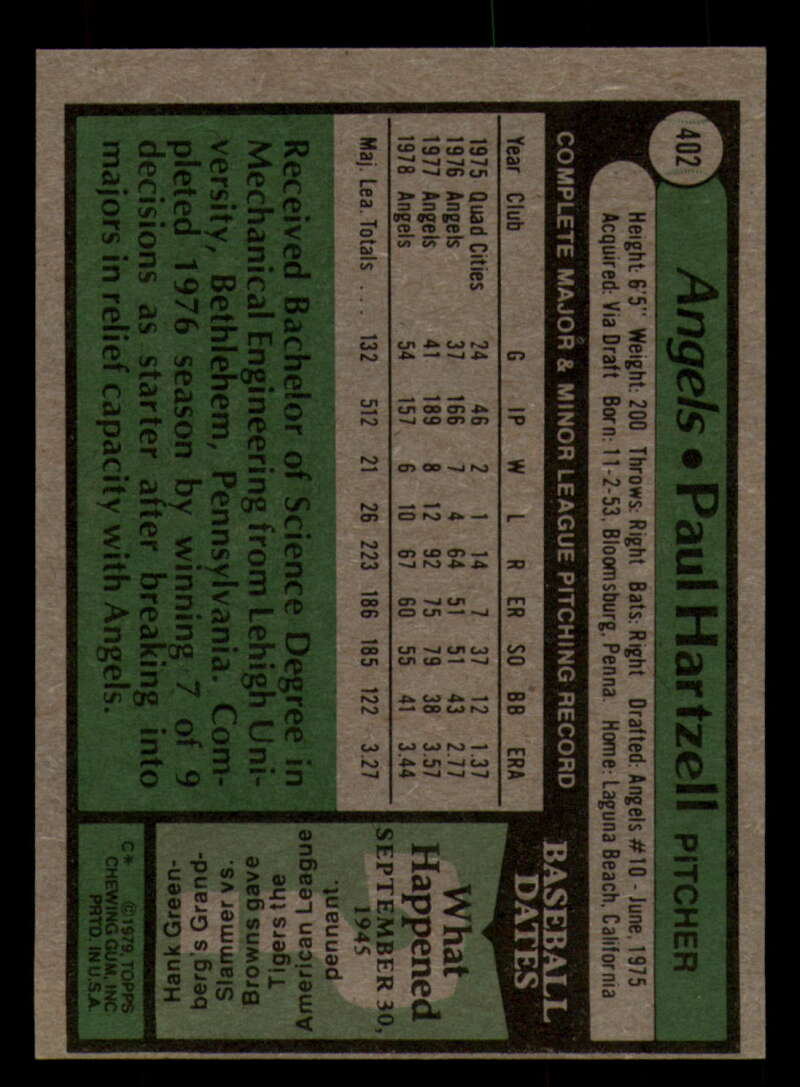 402
Angels • Paul Hartzell PITCHER
Height: 6'5" Weight: 200 Throws: Right Bats: Right Drafted: Angels #10 - June, 1975
Acquired: Via Draft Born: 11-2-53, Bloomsburg, Penna. Home: Laguna Beach, California
COMPLETE MAJOR & MINOR LEAGUE PITCHING RECORD
Year Club G IP W L R ER SO BB ERA
1975 Quad Cities 24 46 2 1 14 7 37 12 1.37
1976 Angels 37 166 7 4 64 51 51 43 2.77
1977 Angels 41 189 8 12 92 75 79 38 3.57
1978 Angels 54 157 6 10 67 60 55 41 3.44
Maj. Lea. Totals . . . 132 512 21 26 223 186 185 122 3.27
Received Bachelor of Science Degree in
Mechanical Engineering from Lehigh Uni-
versity, Bethlehem, Pennsylvania. Com-
pleted 1976 season by winning 7 of 9
decisions as starter after breaking into
majors in relief capacity with Angels.
BASEBALL
DATES
What
Happened
SEPTEMBER 30,
1945
?
Hank Green-
berg's Grand-
Slammer vs.
Browns gave
Tigers the
American League
pennant.
C* ©1979, TOPPS
CHEWING GUM, INC
PRTD. IN U.S.A.